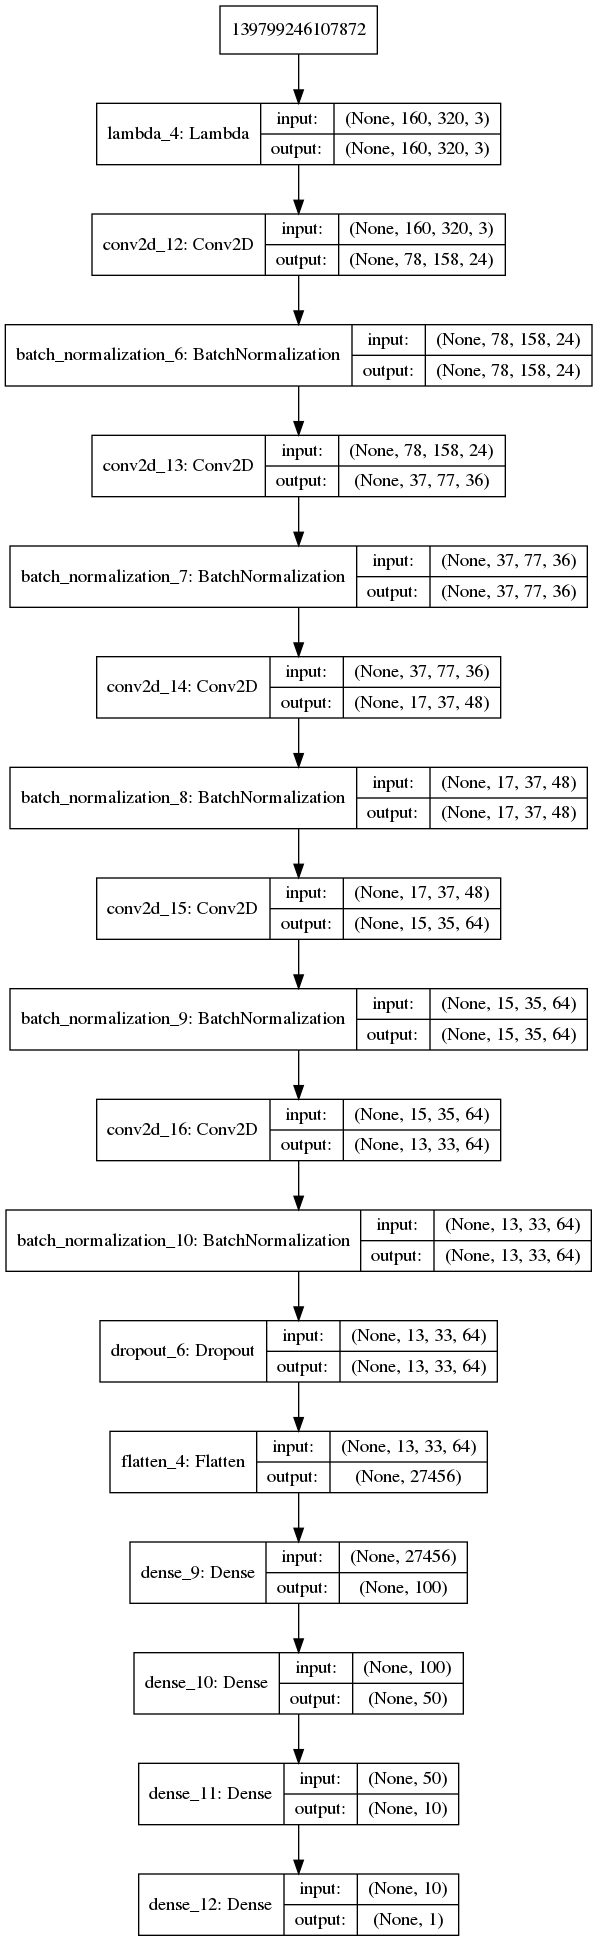 139799246107872
lambda_4: Lambda
input:
(None, 160, 320, 3)
output:
(None, 160, 320, 3)
conv2d_12: Conv2D
input:
(None, 160, 320, 3)
output:
(None, 78, 158, 24)
batch_normalization_6: BatchNormalization
input:
(None, 78, 158, 24)
output:
(None, 78, 158, 24)
conv2d_13: Conv2D
input:
(None, 78, 158, 24)
output:
(None, 37, 77, 36)
batch_normalization_7: BatchNormalization
input:
(None, 37, 77, 36)
output:
(None, 37, 77, 36)
conv2d_14: Conv2D
input:
(None, 37, 77, 36)
output:
(None, 17, 37, 48)
batch_normalization_8: BatchNormalization
input:
(None, 17, 37, 48)
output:
(None, 17, 37, 48)
conv2d_15: Conv2D
input:
(None, 17, 37, 48)
output:
(None, 15, 35, 64)
batch_normalization_9: BatchNormalization
input:
(None, 15, 35, 64)
output:
(None, 15, 35, 64)
conv2d_16: Conv2D
input:
(None, 15, 35, 64)
output:
(None, 13, 33, 64)
batch_normalization_10: BatchNormalization
input:
(None, 13, 33, 64)
output:
(None, 13, 33, 64)
dropout_6: Dropout
input:
(None, 13, 33, 64)
output:
(None, 13, 33, 64)
flatten_4: Flatten
input:
(None, 13, 33, 64)
output:
(None, 27456)
dense_9: Dense
input:
(None, 27456)
output:
(None, 100)
dense_10: Dense
input:
(None, 100)
output:
(None, 50)
dense_11: Dense
input:
(None, 50)
output:
(None, 10)
dense_12: Dense
input:
(None, 10)
output:
(None, 1)